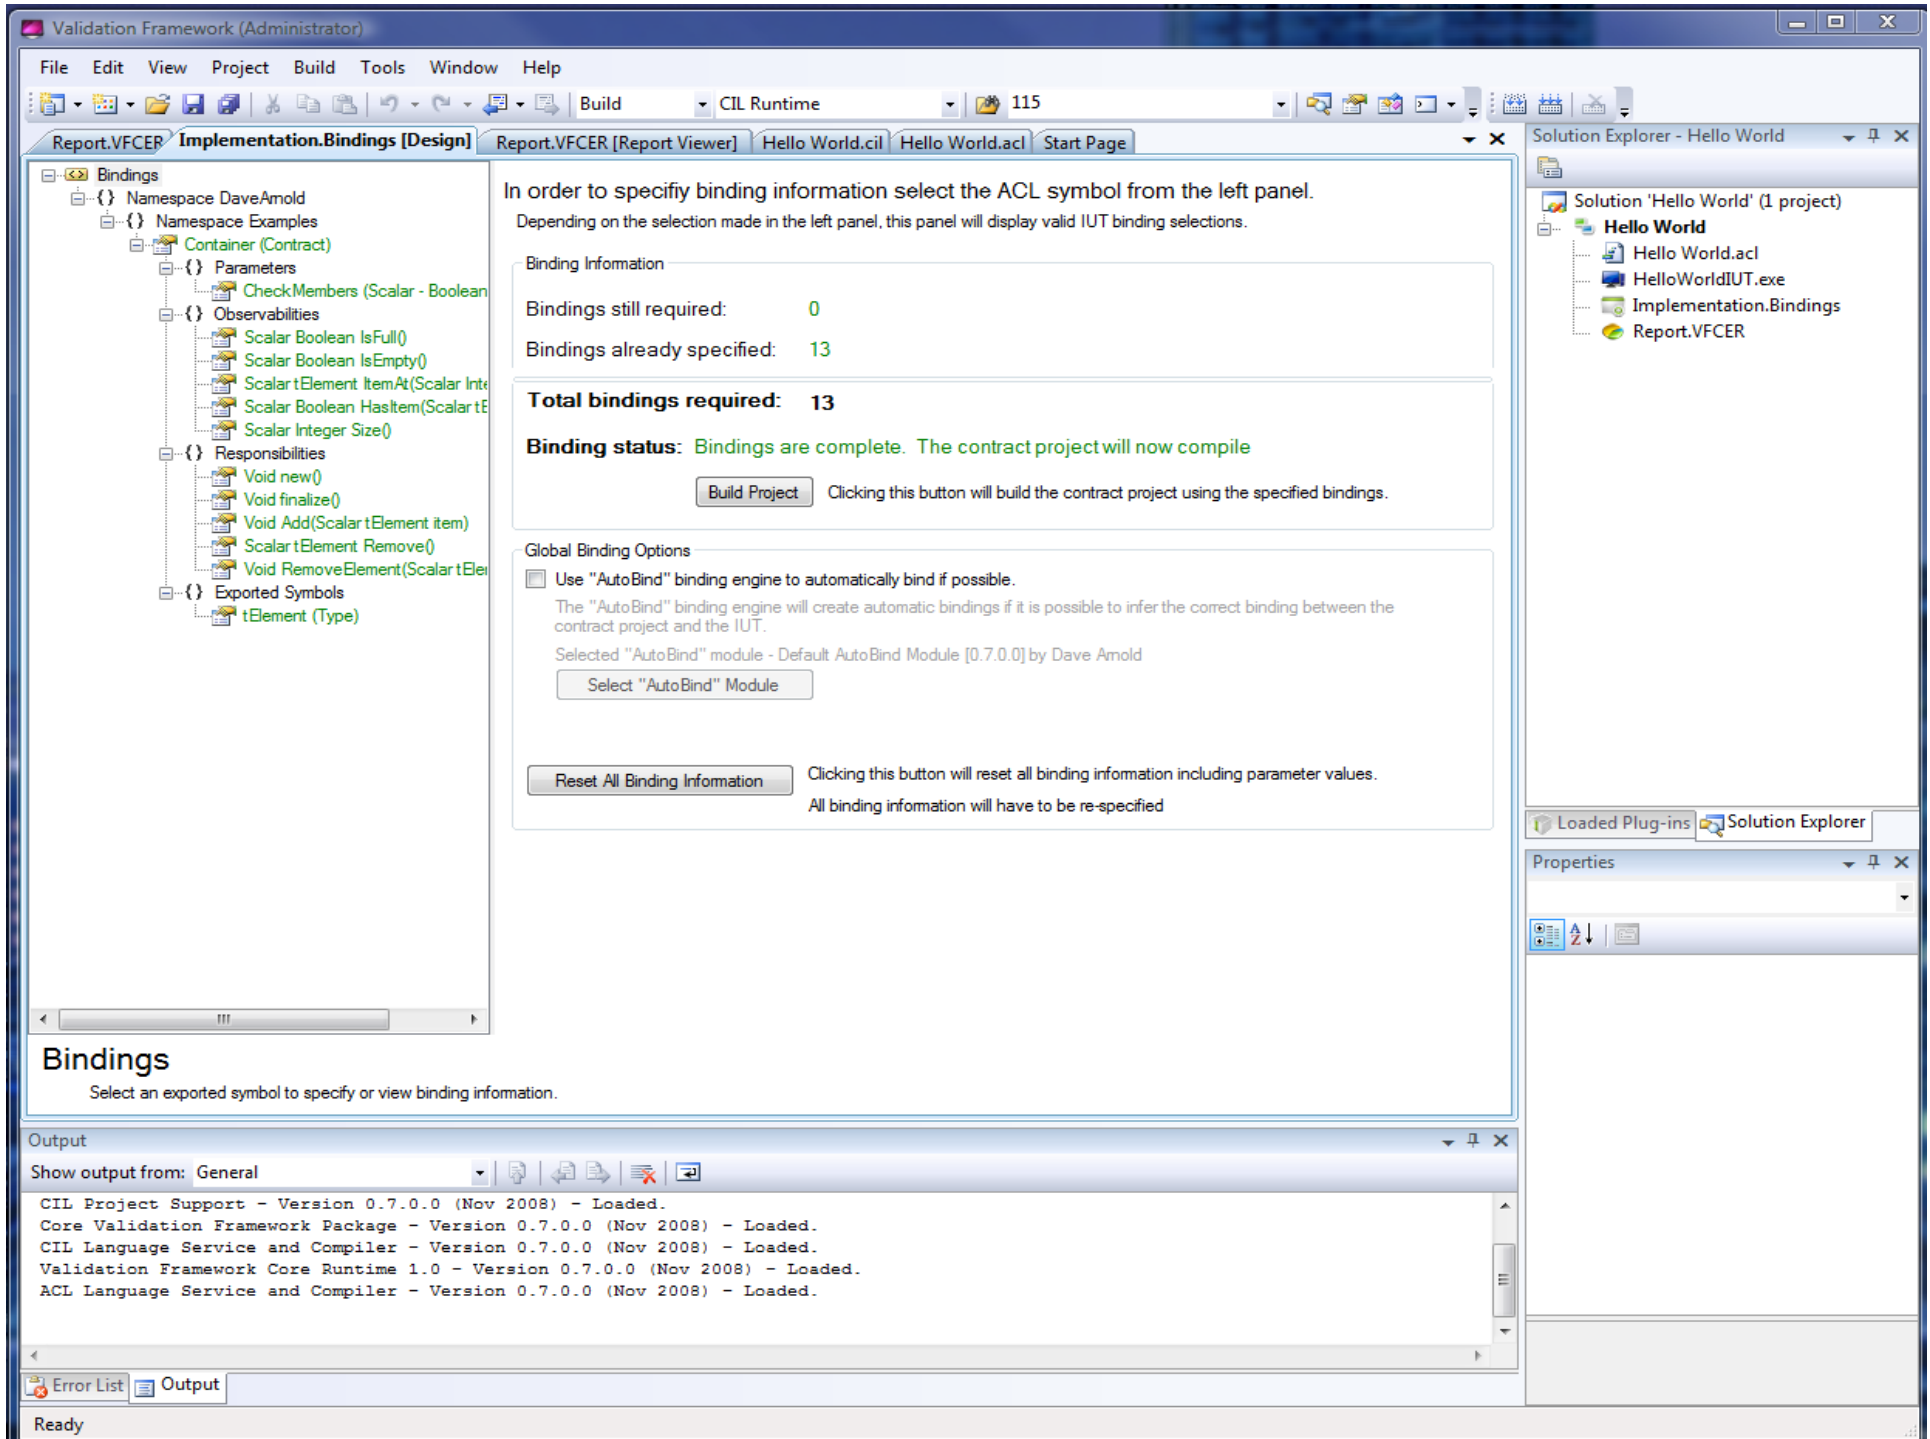 Validation Framework (Administrator)
File Edit View Project Build Tools Window Help
Build CIL Runtime 115
Report.VFCER Implementation.Bindings [Design] Report.VFCER [Report Viewer] Hello World.cil Hello World.acl Start Page
Bindings
{} Namespace DaveArnold
{} Namespace Examples
Container (Contract)
{} Parameters
CheckMembers (Scalar - Boolean
{} Observabilities
Scalar Boolean IsFull()
Scalar Boolean IsEmpty()
Scalar tElement ItemAt(Scalar Inte
Scalar Boolean HasItem(Scalar tE
Scalar Integer Size()
{} Responsibilities
Void new()
Void finalize()
Void Add(Scalar tElement item)
Scalar tElement Remove()
Void RemoveElement(Scalar tEler
{} Exported Symbols
tElement (Type)
In order to specifiy binding information select the ACL symbol from the left panel.
Depending on the selection made in the left panel, this panel will display valid IUT binding selections.
Binding Information
Bindings still required: 0
Bindings already specified: 13
Total bindings required: 13
Binding status: Bindings are complete. The contract project will now compile
Build Project Clicking this button will build the contract project using the specified bindings.
Global Binding Options
Use "AutoBind" binding engine to automatically bind if possible.
The "AutoBind" binding engine will create automatic bindings if it is possible to infer the correct binding between the
contract project and the IUT.
Selected "AutoBind" module - Default AutoBind Module [0.7.0.0] by Dave Arnold
Select "AutoBind" Module
Reset All Binding Information Clicking this button will reset all binding information including parameter values.
All binding information will have to be re-specified
Bindings
Select an exported symbol to specify or view binding information.
Solution Explorer - Hello World
Solution 'Hello World' (1 project)
Hello World
Hello World.acl
HelloWorldIUT.exe
Implementation.Bindings
Report.VFCER
Loaded Plug-ins Solution Explorer
Properties
Output
Show output from: General
CIL Project Support - Version 0.7.0.0 (Nov 2008) - Loaded.
Core Validation Framework Package - Version 0.7.0.0 (Nov 2008) - Loaded.
CIL Language Service and Compiler - Version 0.7.0.0 (Nov 2008) - Loaded.
Validation Framework Core Runtime 1.0 - Version 0.7.0.0 (Nov 2008) - Loaded.
ACL Language Service and Compiler - Version 0.7.0.0 (Nov 2008) - Loaded.
Error List Output
Ready